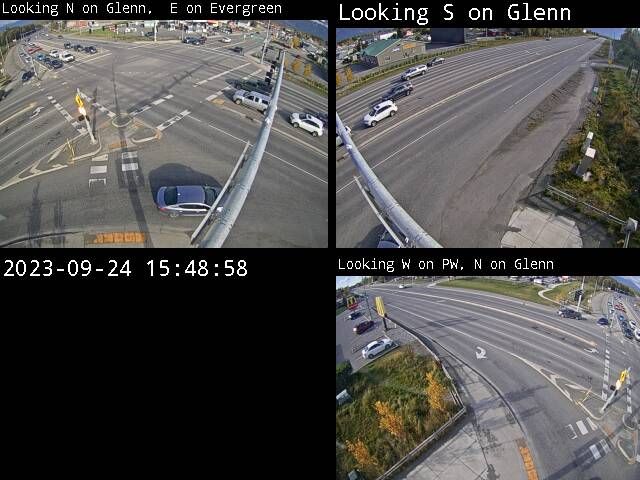 Looking N on Glenn, E on Evergreen
Looking S on Glenn
2023-09-24 15:48:58
Looking W on PW, N on Glenn